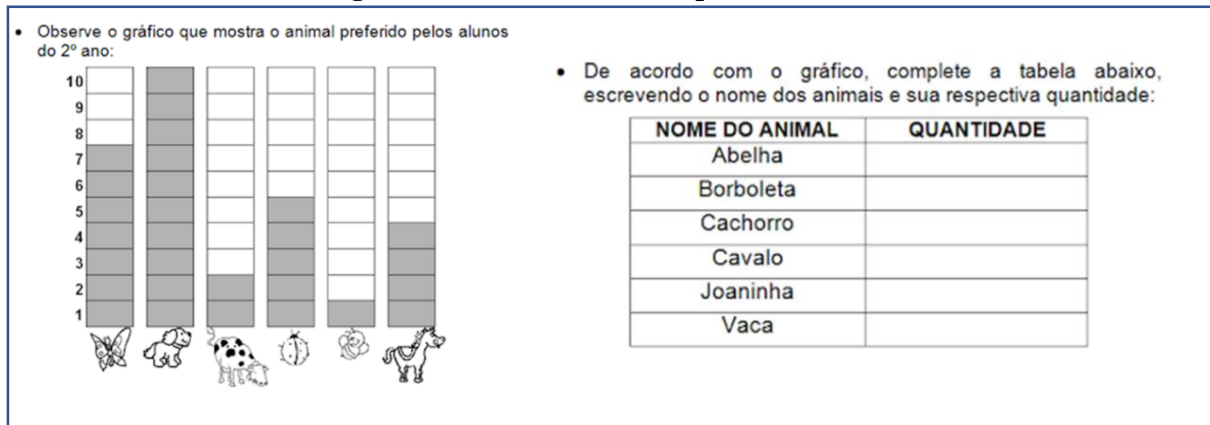 • Observe o gráfico que mostra o animal preferido pelos alunos
do 2º ano:
10
9
8
7
6
5
4
3
2
1
• De acordo com o gráfico, complete a tabela abaixo,
escrevendo o nome dos animais e sua respectiva quantidade:
NOME DO ANIMAL QUANTIDADE
Abelha
Borboleta
Cachorro
Cavalo
Joaninha
Vaca